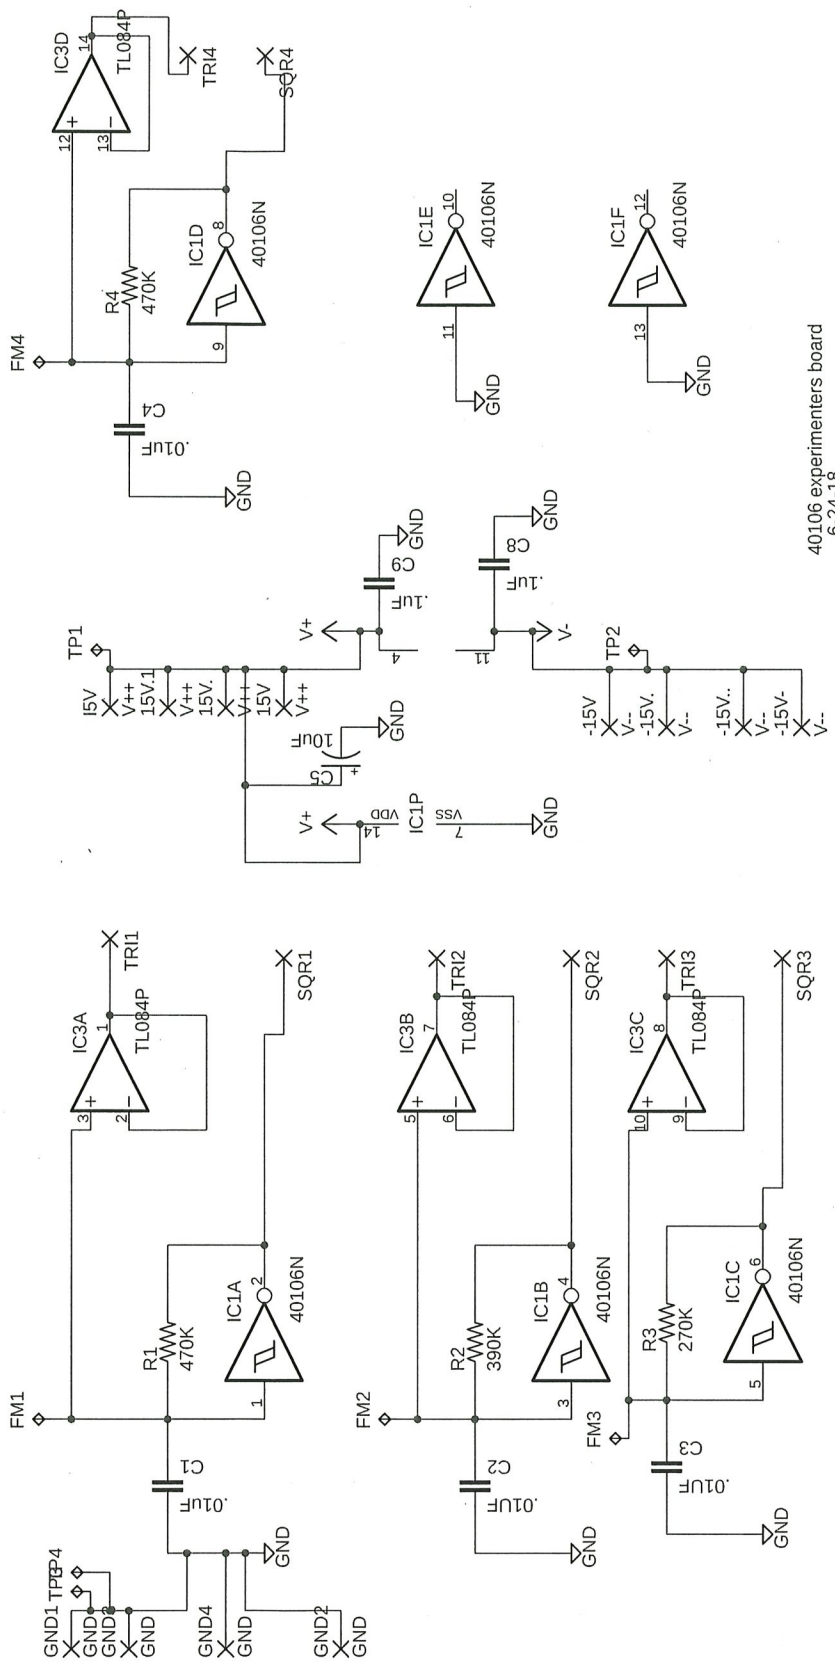 FM4
C4
.01uF
GND
R4
470K
IC1D
9
8
40106N
IC3D
12
13
14
+
−
TL084P
TRI4
SQR4
IC1E
11
10
40106N
GND
IC1F
13
12
40106N
GND
40106 experimenters board
6-24-18
TP1
I5V
V++
15V.1
V++
15V.
V++
15V
V++
V+
4
C9
.1uF
GND
11
C8
.1uF
GND
V-
TP2
-15V
V--
-15V.
V--
-15V..
V--
-15V-
V--
C5
10uF
+
GND
V+
14
VDD
IC1P
VSS
7
GND
FM1
C1
.01uF
GND
R1
470K
IC1A
1
2
40106N
IC3A
3
2
1
+
−
TL084P
TRI1
SQR1
GND1
GND
GND
GND4
GND
GND2
GND
TP4
FM2
C2
.01UF
GND
R2
390K
IC1B
3
4
40106N
IC3B
5
6
7
+
−
TL084P
TRI2
SQR2
FM3
C3
.01UF
GND
R3
270K
IC1C
5
6
40106N
IC3C
10
9
8
+
−
TL084P
TRI3
SQR3